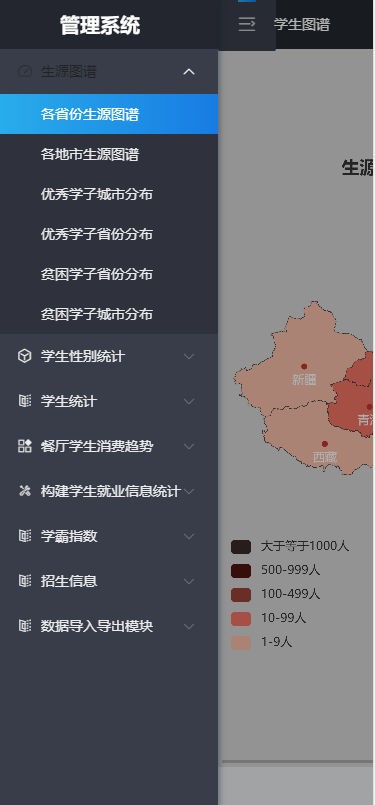 管理系统
学生图谱
生源图谱
各省份生源图谱
各地市生源图谱
优秀学子城市分布
优秀学子省份分布
贫困学子省份分布
贫困学子城市分布
学生性别统计
学生统计
餐厅学生消费趋势
构建学生就业信息统计
学霸指数
招生信息
数据导入导出模块
生源
新疆
青海
西藏
大于等于1000人
500-999人
100-499人
10-99人
1-9人